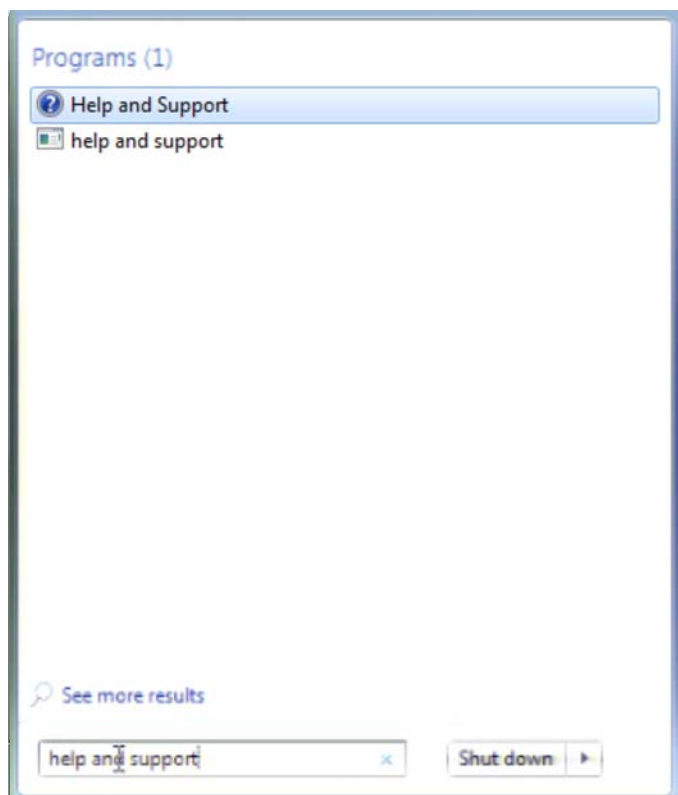 Programs (1)
Help and Support
help and support
See more results
help and support
Shut down